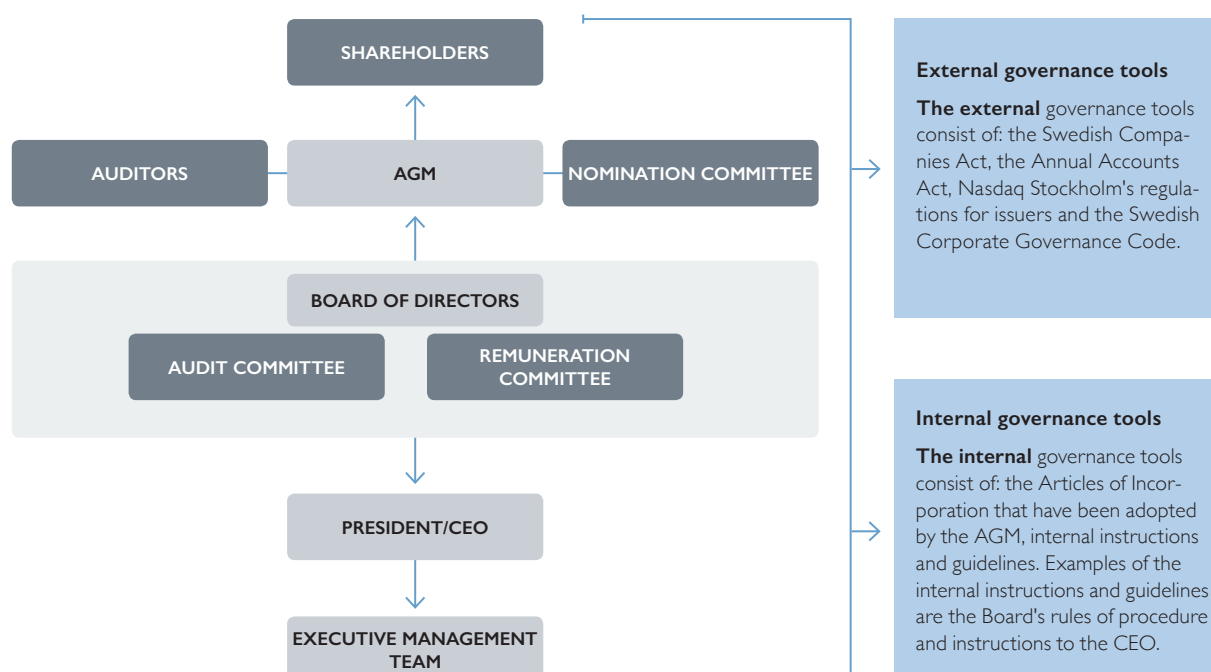 SHAREHOLDERS
AUDITORS
AGM
NOMINATION COMMITTEE
BOARD OF DIRECTORS
AUDIT COMMITTEE
REMUNERATION
COMMITTEE
PRESIDENT/CEO
EXECUTIVE MANAGEMENT
TEAM
External governance tools
The external governance tools
consist of: the Swedish Compa-
nies Act, the Annual Accounts
Act, Nasdaq Stockholm's regula-
tions for issuers and the Swedish
Corporate Governance Code.
Internal governance tools
The internal governance tools
consist of: the Articles of Incor-
poration that have been adopted
by the AGM, internal instructions
and guidelines. Examples of the
internal instructions and guidelines
are the Board's rules of procedure
and instructions to the CEO.